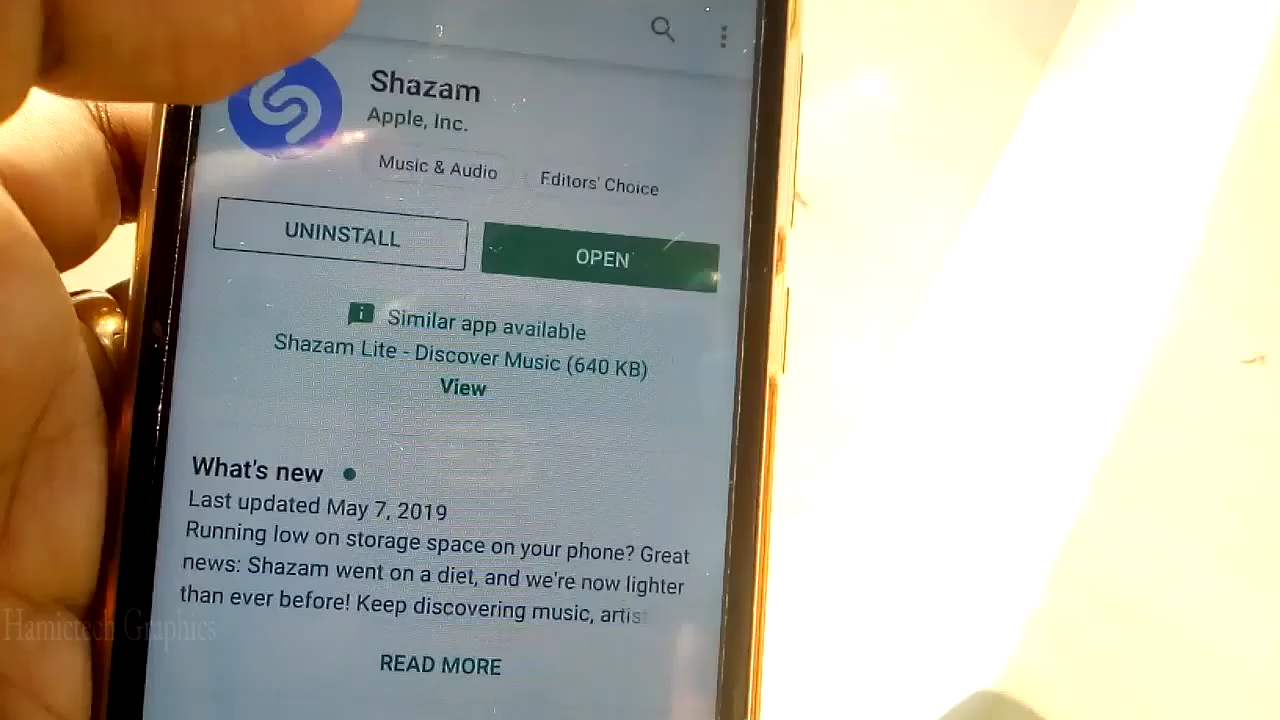 Shazam
Apple, Inc.
Music & Audio
Editors' Choice
UNINSTALL
OPEN
Similar app available
Shazam Lite - Discover Music (640 KB)
View
What's new
Last updated May 7, 2019
Running low on storage space on your phone? Great
news: Shazam went on a diet, and we're now lighter
than ever before! Keep discovering music, artis
READ MORE
Hamictech Graphics